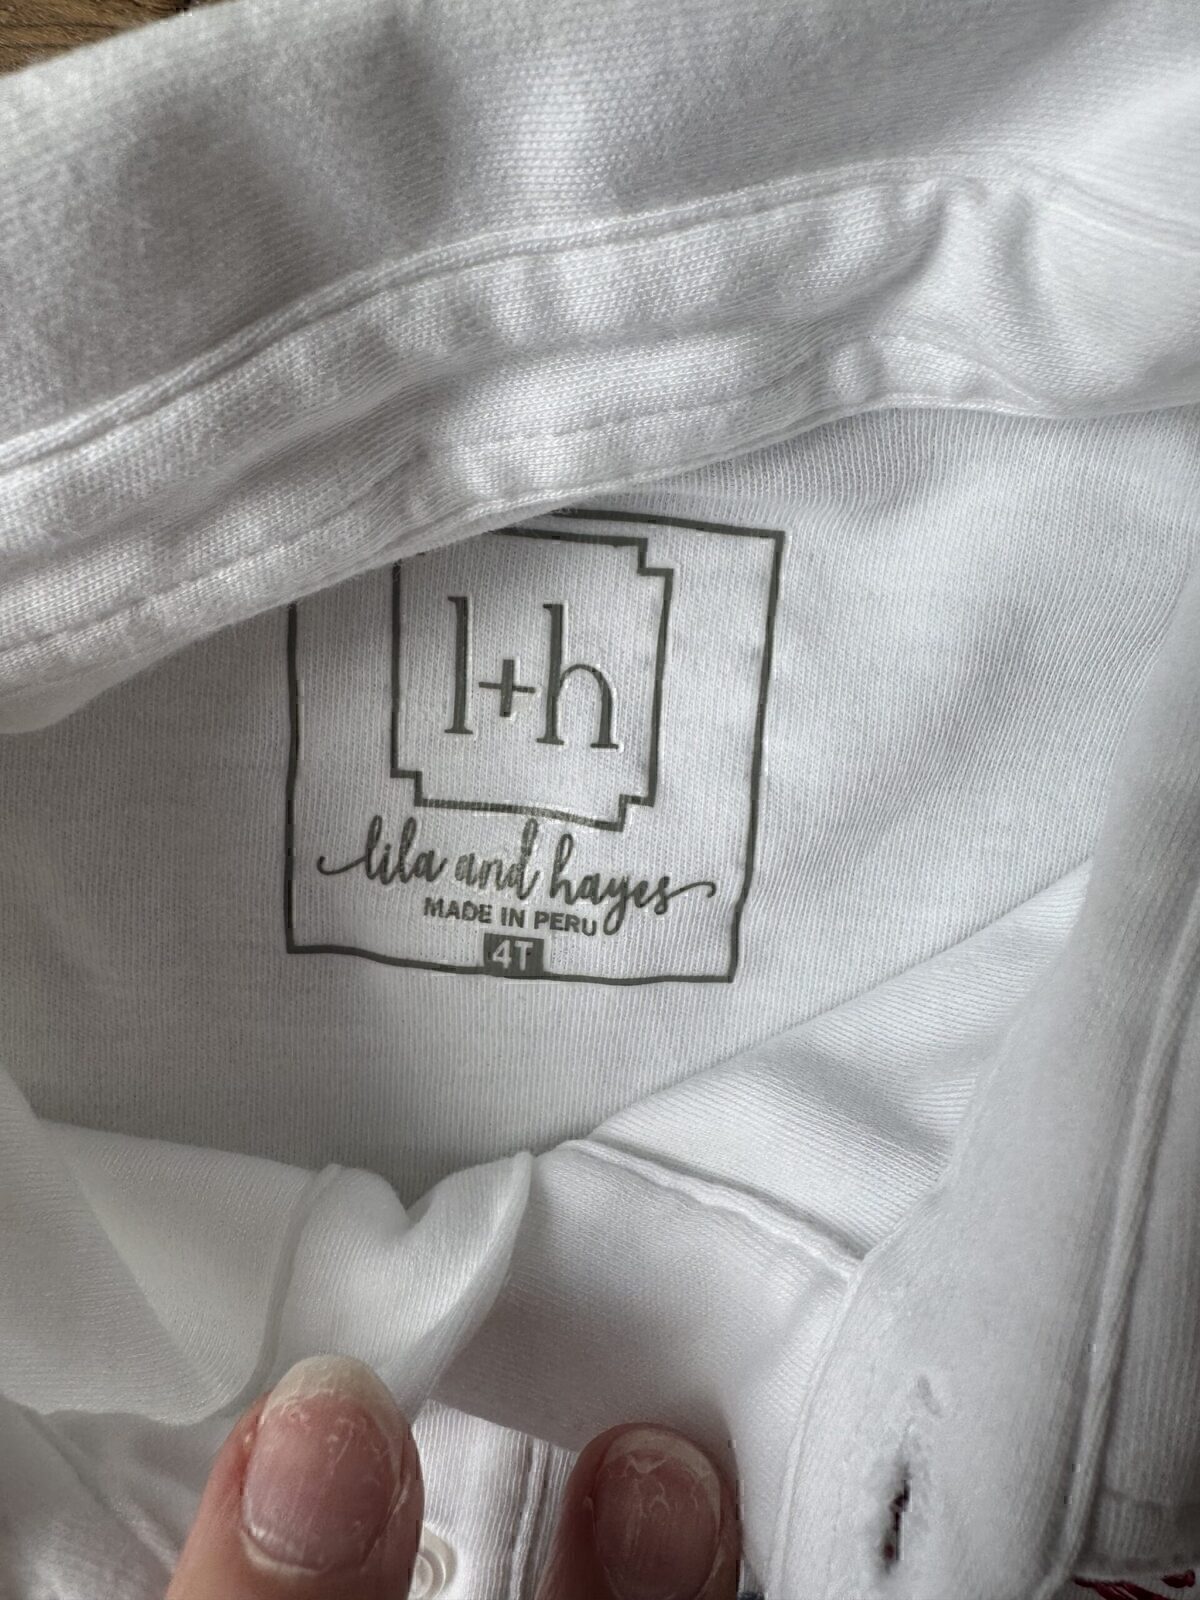 l+h
lila and hayes
MADE IN PERU
4T